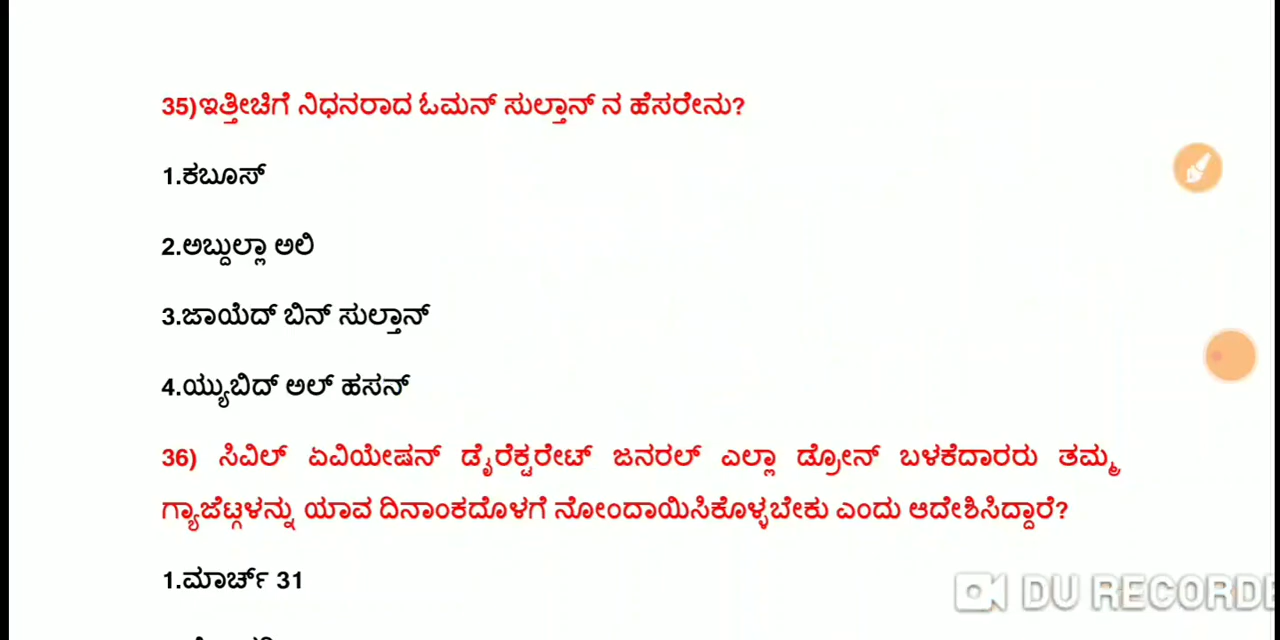 35)ಇತ್ತೀಚಿಗೆ ನಿಧನರಾದ ಓಮನ್ ಸುಲ್ತಾನ್ ನ ಹೆಸರೇನು?
1.ಕಬೂಸ್
2.ಅಬ್ದುಲ್ಲಾ ಅಲಿ
3.ಜಾಯೆದ್ ಬಿನ್ ಸುಲ್ತಾನ್
4.ಯ್ಯುಬಿದ್ ಅಲ್ ಹಸನ್
36) ಸಿವಿಲ್ ಏವಿಯೇಷನ್ ಡೈರೆಕ್ಟರೇಟ್ ಜನರಲ್ ಎಲ್ಲಾ ಡ್ರೋನ್ ಬಳಕೆದಾರರು ತಮ್ಮ
ಗ್ಯಾಜೆಟ್ಗಳನ್ನು ಯಾವ ದಿನಾಂಕದೊಳಗೆ ನೋಂದಾಯಿಸಿಕೊಳ್ಳಬೇಕು ಎಂದು ಆದೇಶಿಸಿದ್ದಾರೆ?
1.ಮಾರ್ಚ್ 31
DU RECORDE